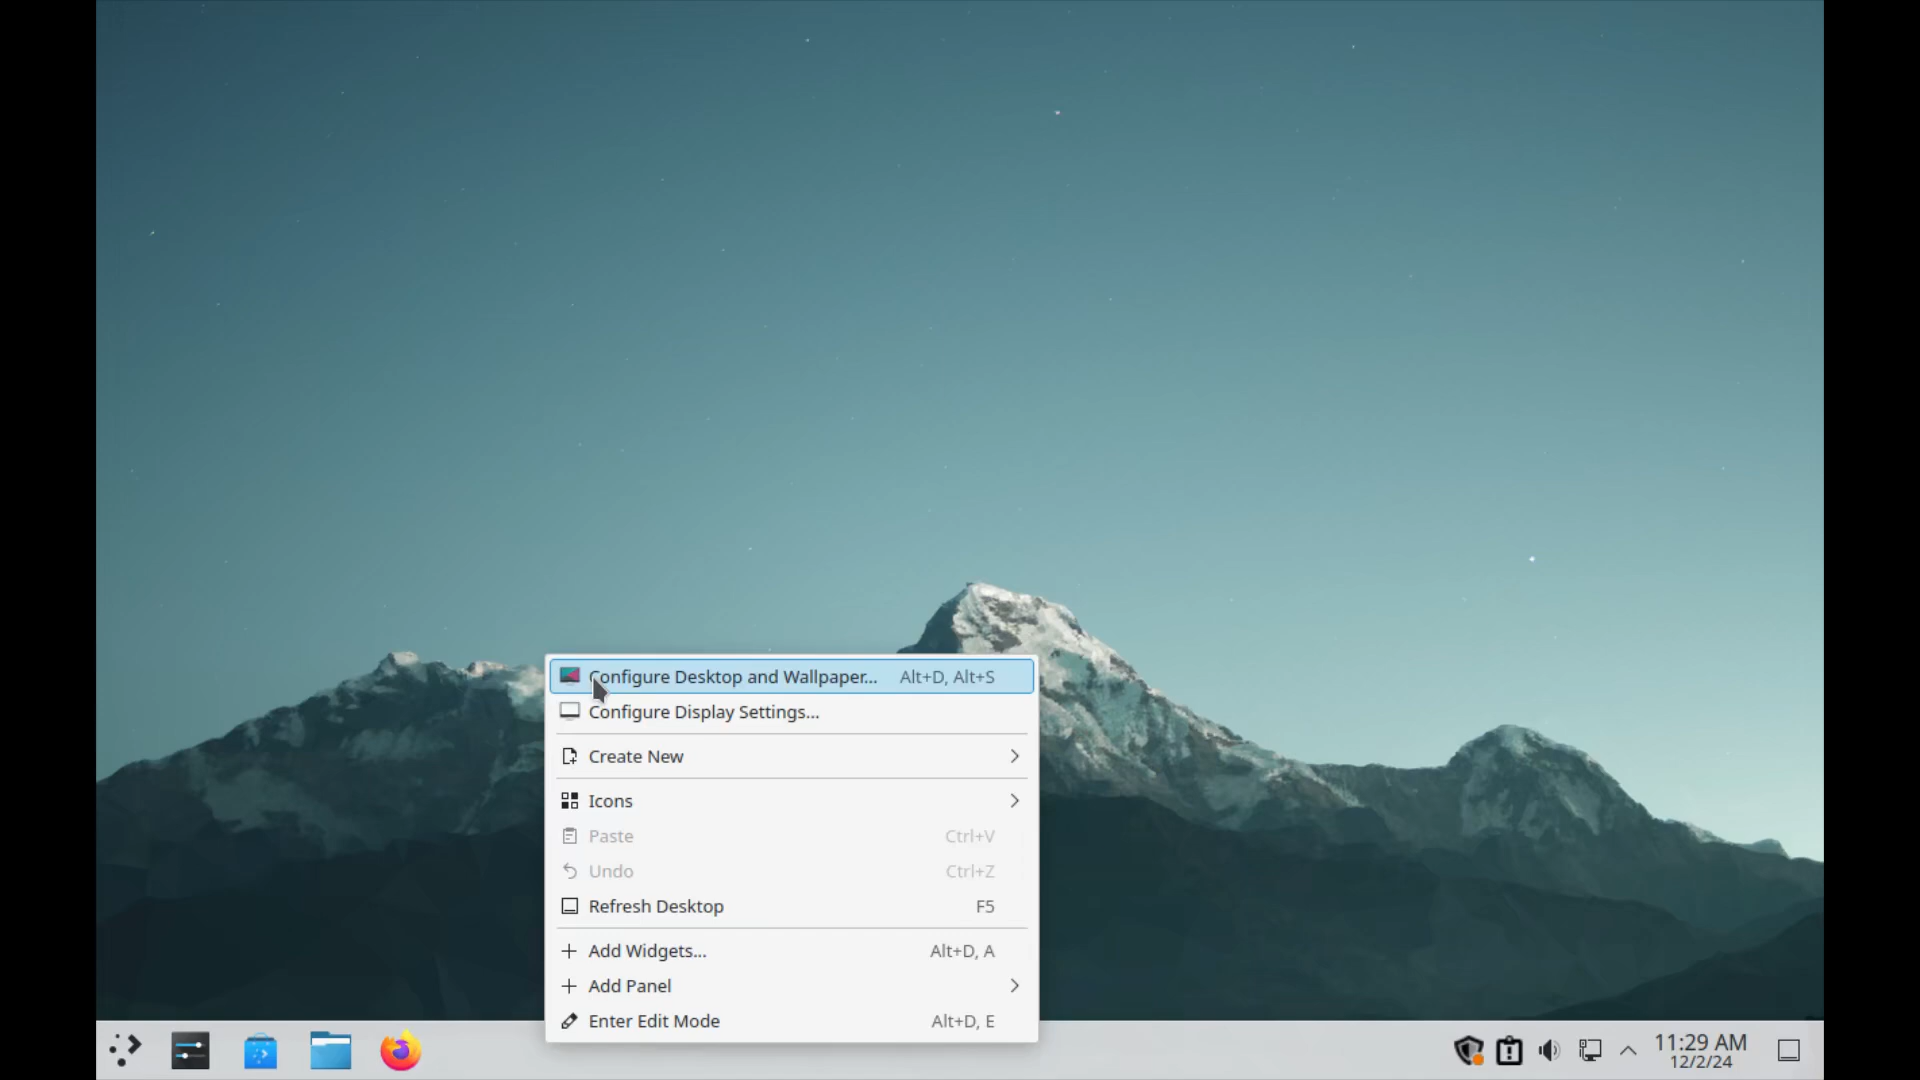 Configure Desktop and Wallpaper... Alt+D, Alt+S
Configure Display Settings...
Create New
Icons
Paste Ctrl+V
Undo Ctrl+Z
Refresh Desktop F5
Add Widgets... Alt+D, A
Add Panel
Enter Edit Mode Alt+D, E
11:29 AM
12/2/24